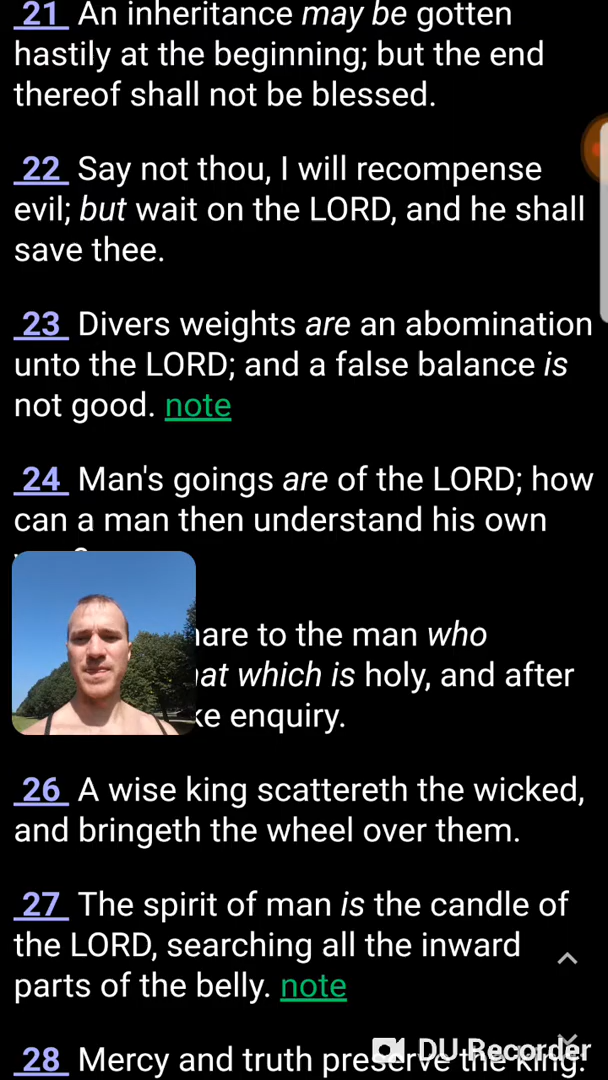 21 An inheritance may be gotten
hastily at the beginning; but the end
thereof shall not be blessed.
22 Say not thou, I will recompense
evil; but wait on the LORD, and he shall
save thee.
23 Divers weights are an abomination
unto the LORD; and a false balance is
not good. note
24 Man's goings are of the LORD; how
can a man then understand his own
to the man who
which is holy, and after
enquiry.
26 A wise king scattereth the wicked,
and bringeth the wheel over them.
27 The spirit of man is the candle of
the LORD, searching all the inward
parts of the belly. note
28 Mercy and truth preserve the king:
DU Recorder